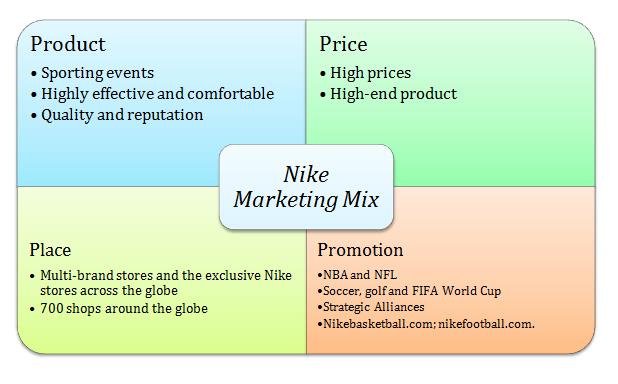 Product
• Sporting events
• Highly effective and comfortable
• Quality and reputation
Price
• High prices
• High-end product
Nike
Marketing Mix
Place
• Multi-brand stores and the exclusive Nike
stores across the globe
• 700 shops around the globe
Promotion
•NBA and NFL
•Soccer, golf and FIFA World Cup
•Strategic Alliances
•Nikebasketball.com; nikefootball.com.